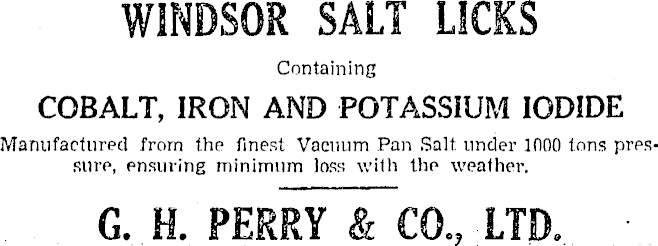 WINDSOR SALT LICKS
Containing
COBALT, IRON AND POTASSIUM IODIDE
Manufactured from the finest Vacuum Pan Salt under 1000 tons pres-
sure, ensuring minimum loss with the weather.
G. H. PERRY & CO., LTD.